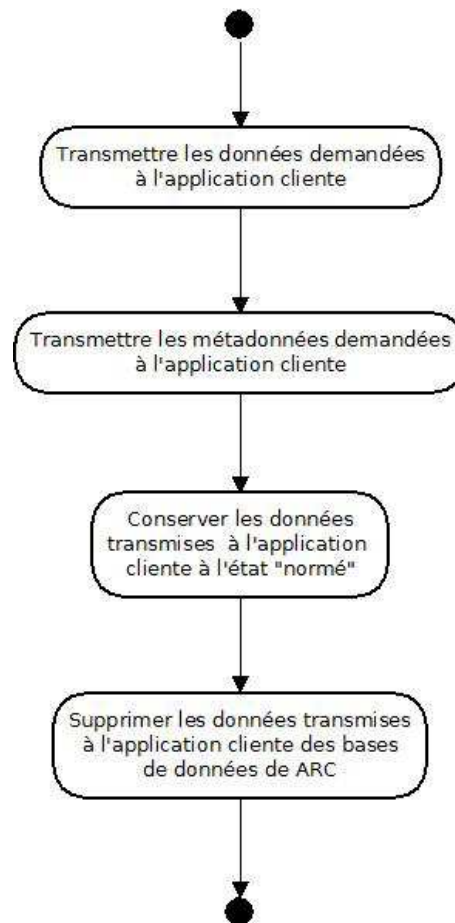 Transmettre les données demandées
à l'application cliente
Transmettre les métadonnées demandées
à l'application cliente
Conserver les données
transmises à l'application
cliente à l'état "normé"
Supprimer les données transmises
à l'application cliente des bases
de données de ARC